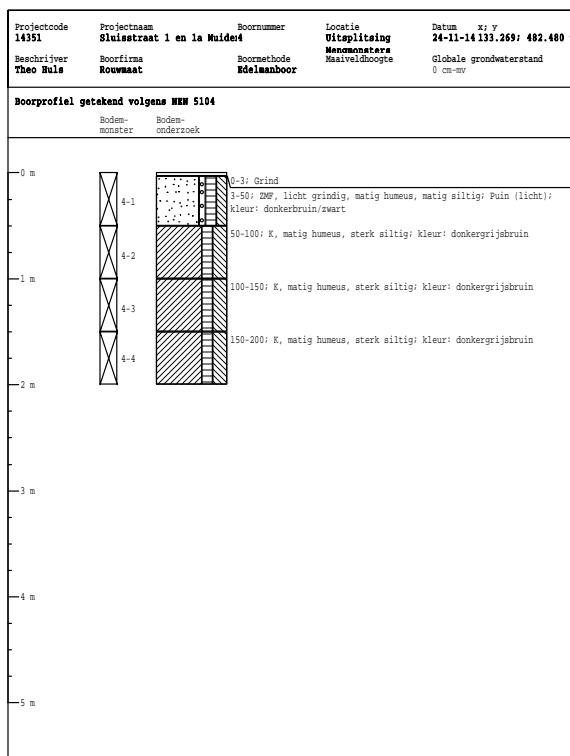 Projectcode Projectnaam Boornummer Locatie Datum x; y
14351 Sluisstraat 1 en 1a Muiden 4 Uitsplitsing 24-11-14 133.269; 482.480
Mengmonsters
Beschrijver Boorfirma Boormethode Maaiveldhoogte Globale grondwaterstand
Theo Huls Rouwmaat Edelmanboor 0 cm-mv
Boorprofiel getekend volgens NEN 5104
Bodem- Bodem-
monster onderzoek
0 m
0-3; Grind
3-50; ZMF, licht grindig, matig humeus, matig siltig; Puin (licht);
4-1
kleur: donkerbruin/zwart
50-100; K, matig humeus, sterk siltig; kleur: donkergrijsbruin
4-2
1 m
100-150; K, matig humeus, sterk siltig; kleur: donkergrijsbruin
4-3
150-200; K, matig humeus, sterk siltig; kleur: donkergrijsbruin
4-4
2 m
3 m
4 m
5 m